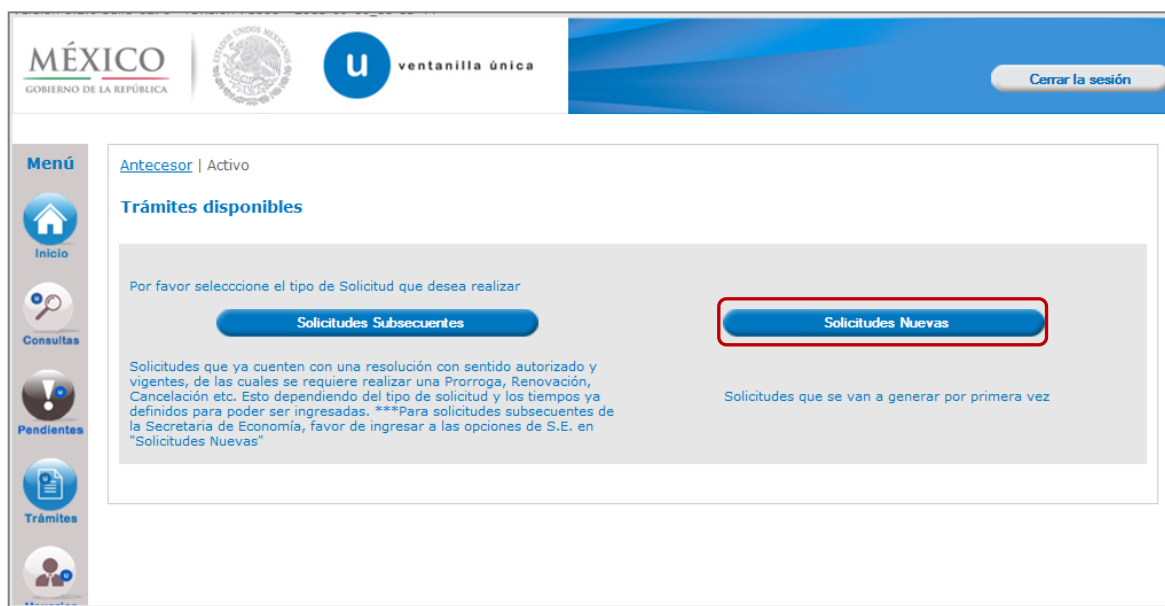 MÉXICO
GOBIERNO DE LA REPÚBLICA
ESTADOS UNIDOS MEXICANOS
u
ventanilla única
Cerrar la sesión
Menú
Inicio
Consultas
Pendientes
Trámites
Antecesor | Activo
Trámites disponibles
Por favor selecccione el tipo de Solicitud que desea realizar
Solicitudes Subsecuentes
Solicitudes que ya cuenten con una resolución con sentido autorizado y
vigentes, de las cuales se requiere realizar una Prorroga, Renovación,
Cancelación etc. Esto dependiendo del tipo de solicitud y los tiempos ya
definidos para poder ser ingresadas. ***Para solicitudes subsecuentes de
la Secretaria de Economía, favor de ingresar a las opciones de S.E. en
"Solicitudes Nuevas"
Solicitudes Nuevas
Solicitudes que se van a generar por primera vez